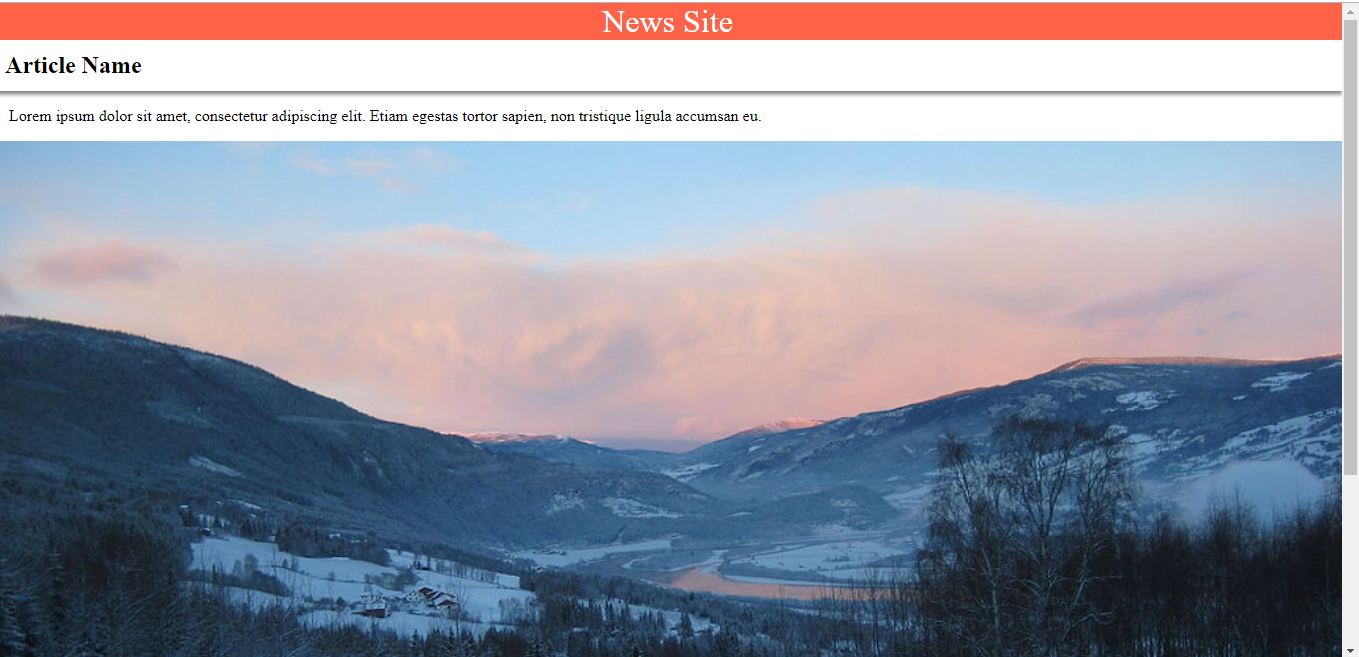 News Site
Article Name
Lorem ipsum dolor sit amet, consectetur adipiscing elit. Etiam egestas tortor sapien, non tristique ligula accumsan eu.